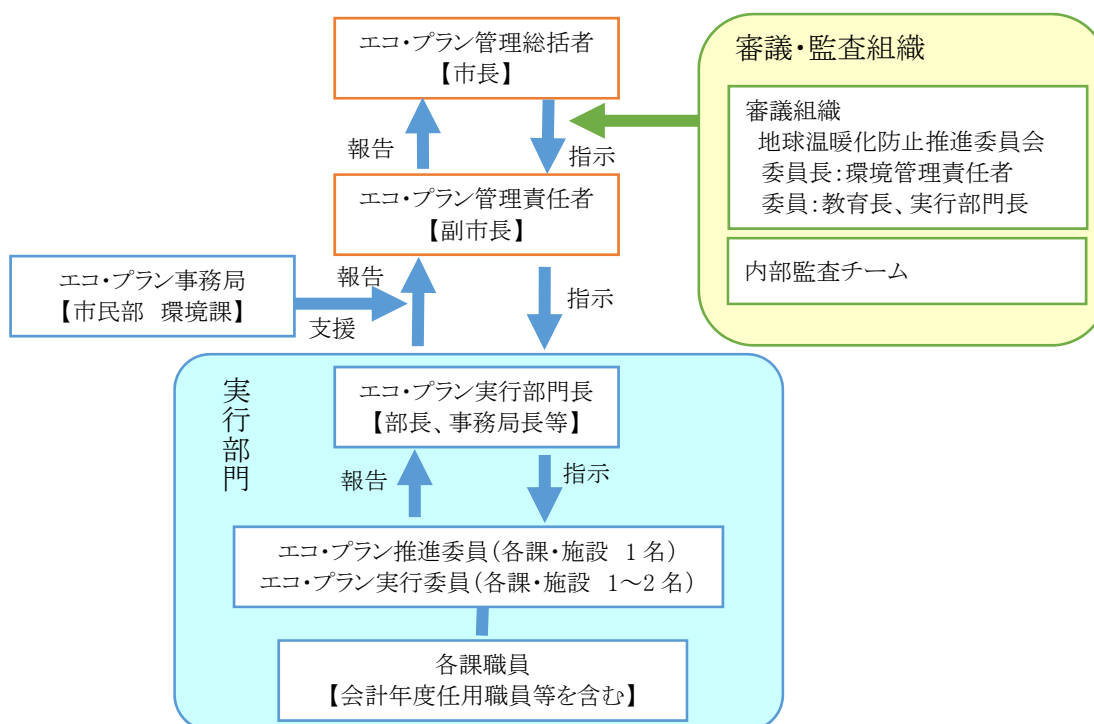 エコ・プラン管理総括者
【市長】
審議・監査組織
審議組織
地球温暖化防止推進委員会
委員長:環境管理責任者
委員:教育長、実行部門長
内部監査チーム
報告
指示
エコ・プラン管理責任者
【副市長】
エコ・プラン事務局
【市民部 環境課】
支援
報告
指示
実行部門
エコ・プラン実行部門長
【部長、事務局長等】
報告
指示
エコ・プラン推進委員(各課・施設 1名)
エコ・プラン実行委員(各課・施設 1~2名)
各課職員
【会計年度任用職員等を含む】